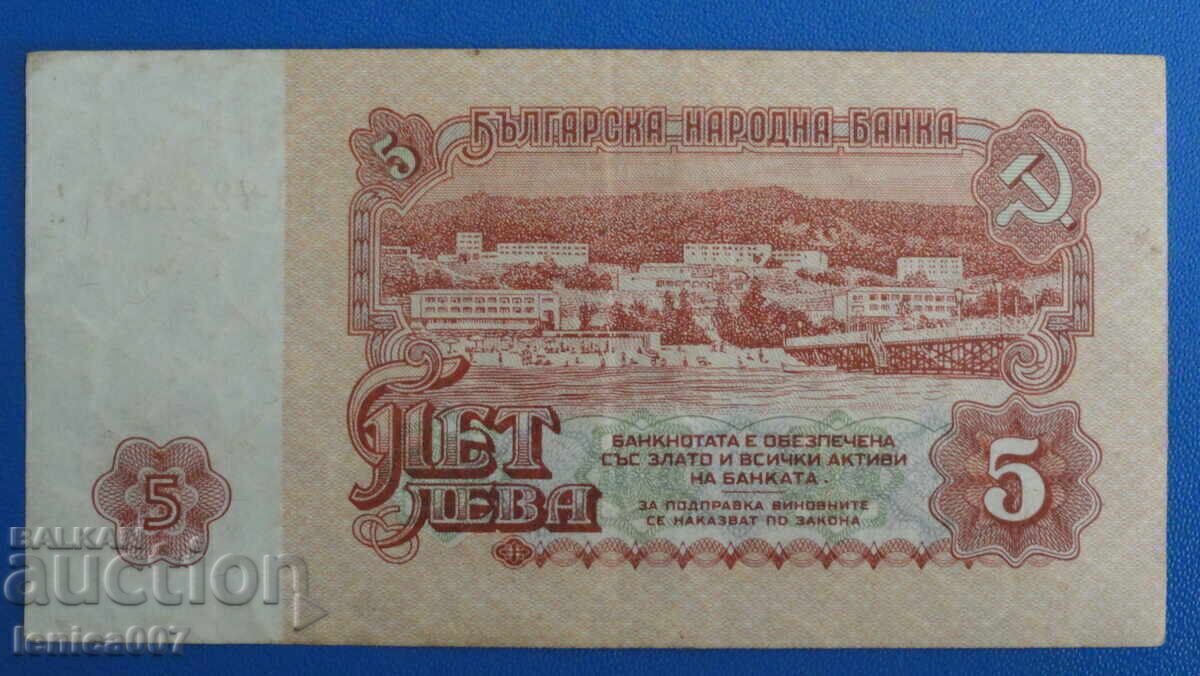 БЪЛГАРСКА НАРОДНА БАНКА
5
ПЕТ
ЛЕВА
БАНКНОТАТА Е ОБЕЗПЕЧЕНА
СЪС ЗЛАТО И ВСИЧКИ АКТИВИ
НА БАНКАТА.
ЗА ПОДПРАВКА ВИНОВНИТЕ
СЕ НАКАЗВАТ ПО ЗАКОНА
5
5
BALKAN
auction
lenica007